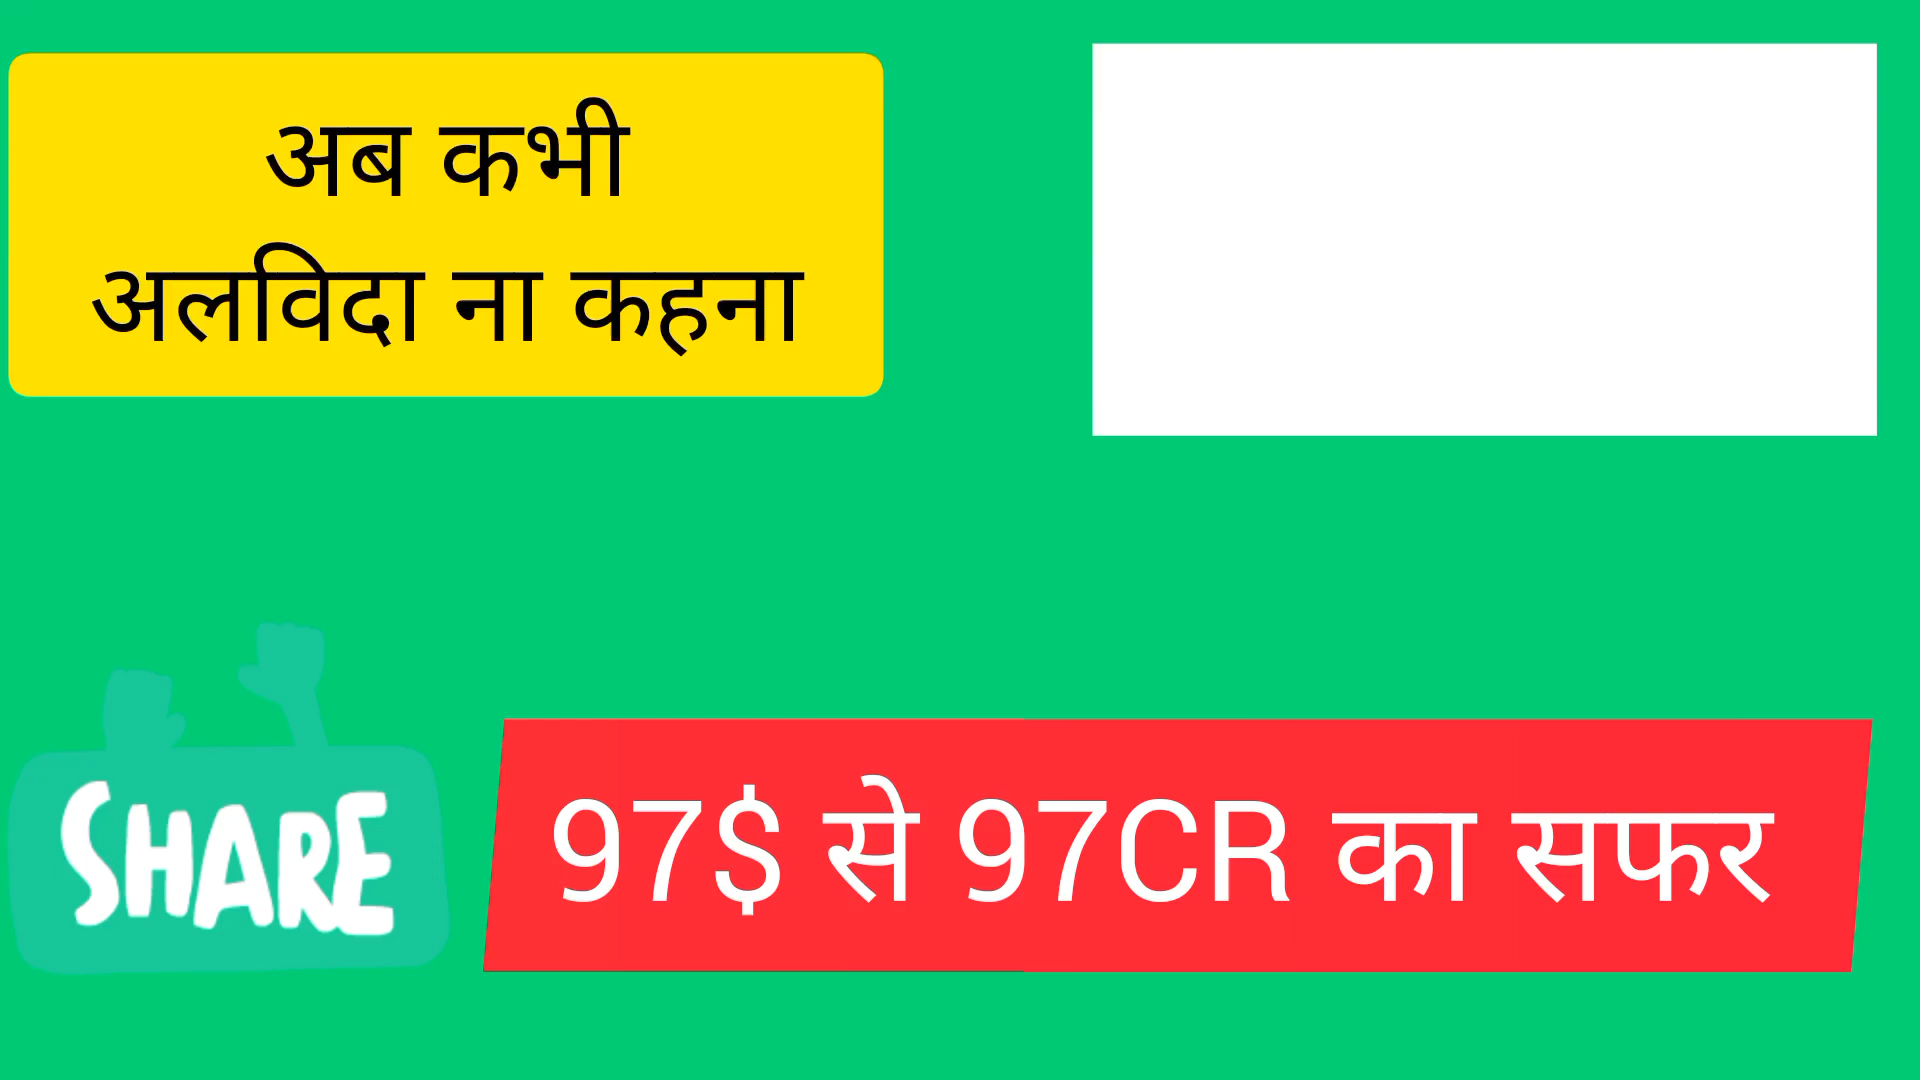 अब कभी
अलविदा ना कहना
SHARE
97$ से 97CR का सफर